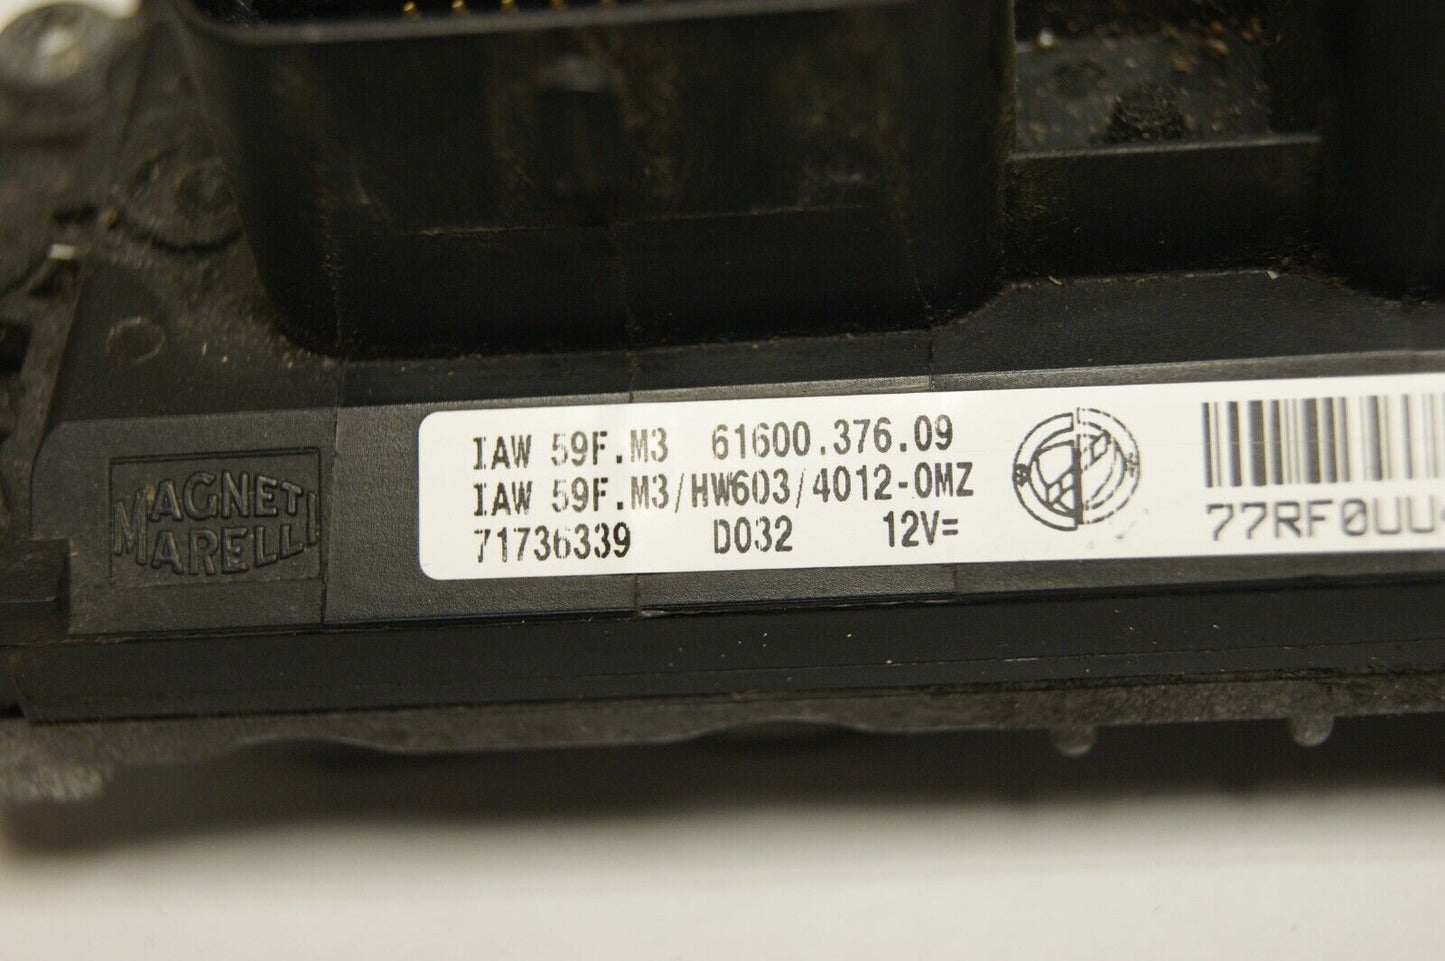 MAGNETI
MARELLI
IAW 59F.M3 61600.376.09
IAW 59F.M3/HW603/4012-0MZ
71736339 D032 12V=
77RF0UU